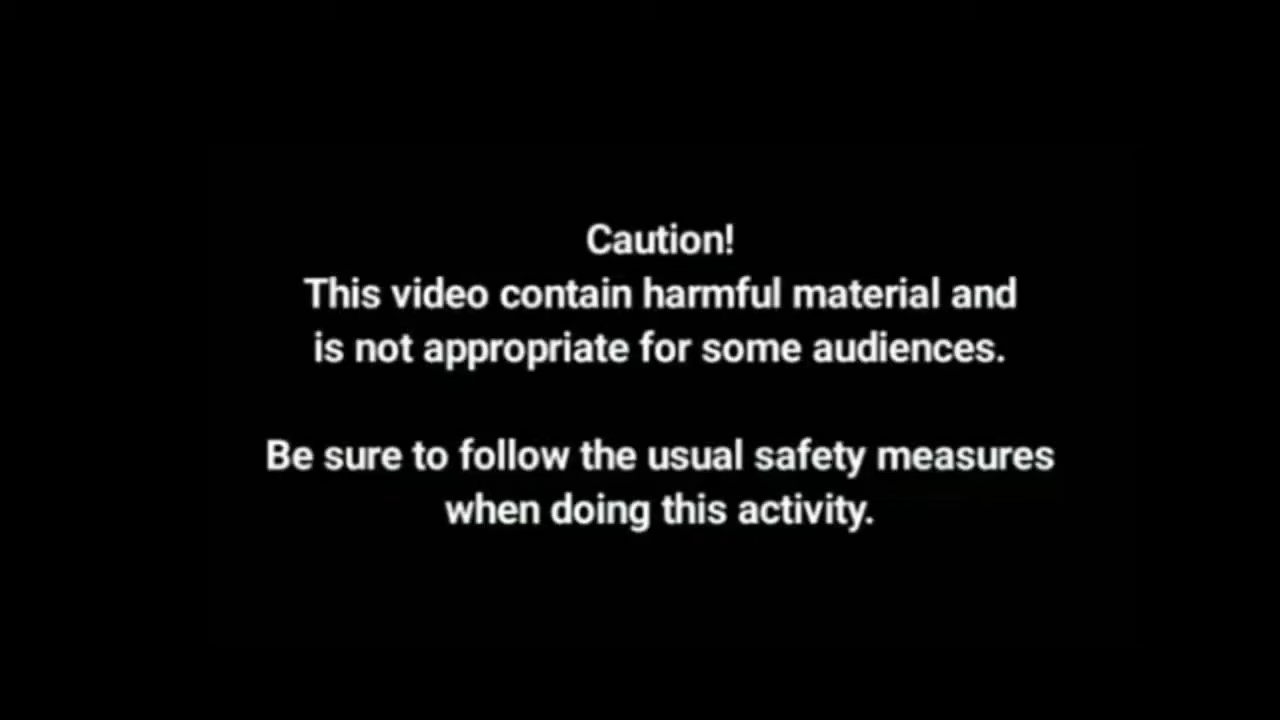 Caution!
This video contain harmful material and
is not appropriate for some audiences.
Be sure to follow the usual safety measures
when doing this activity.